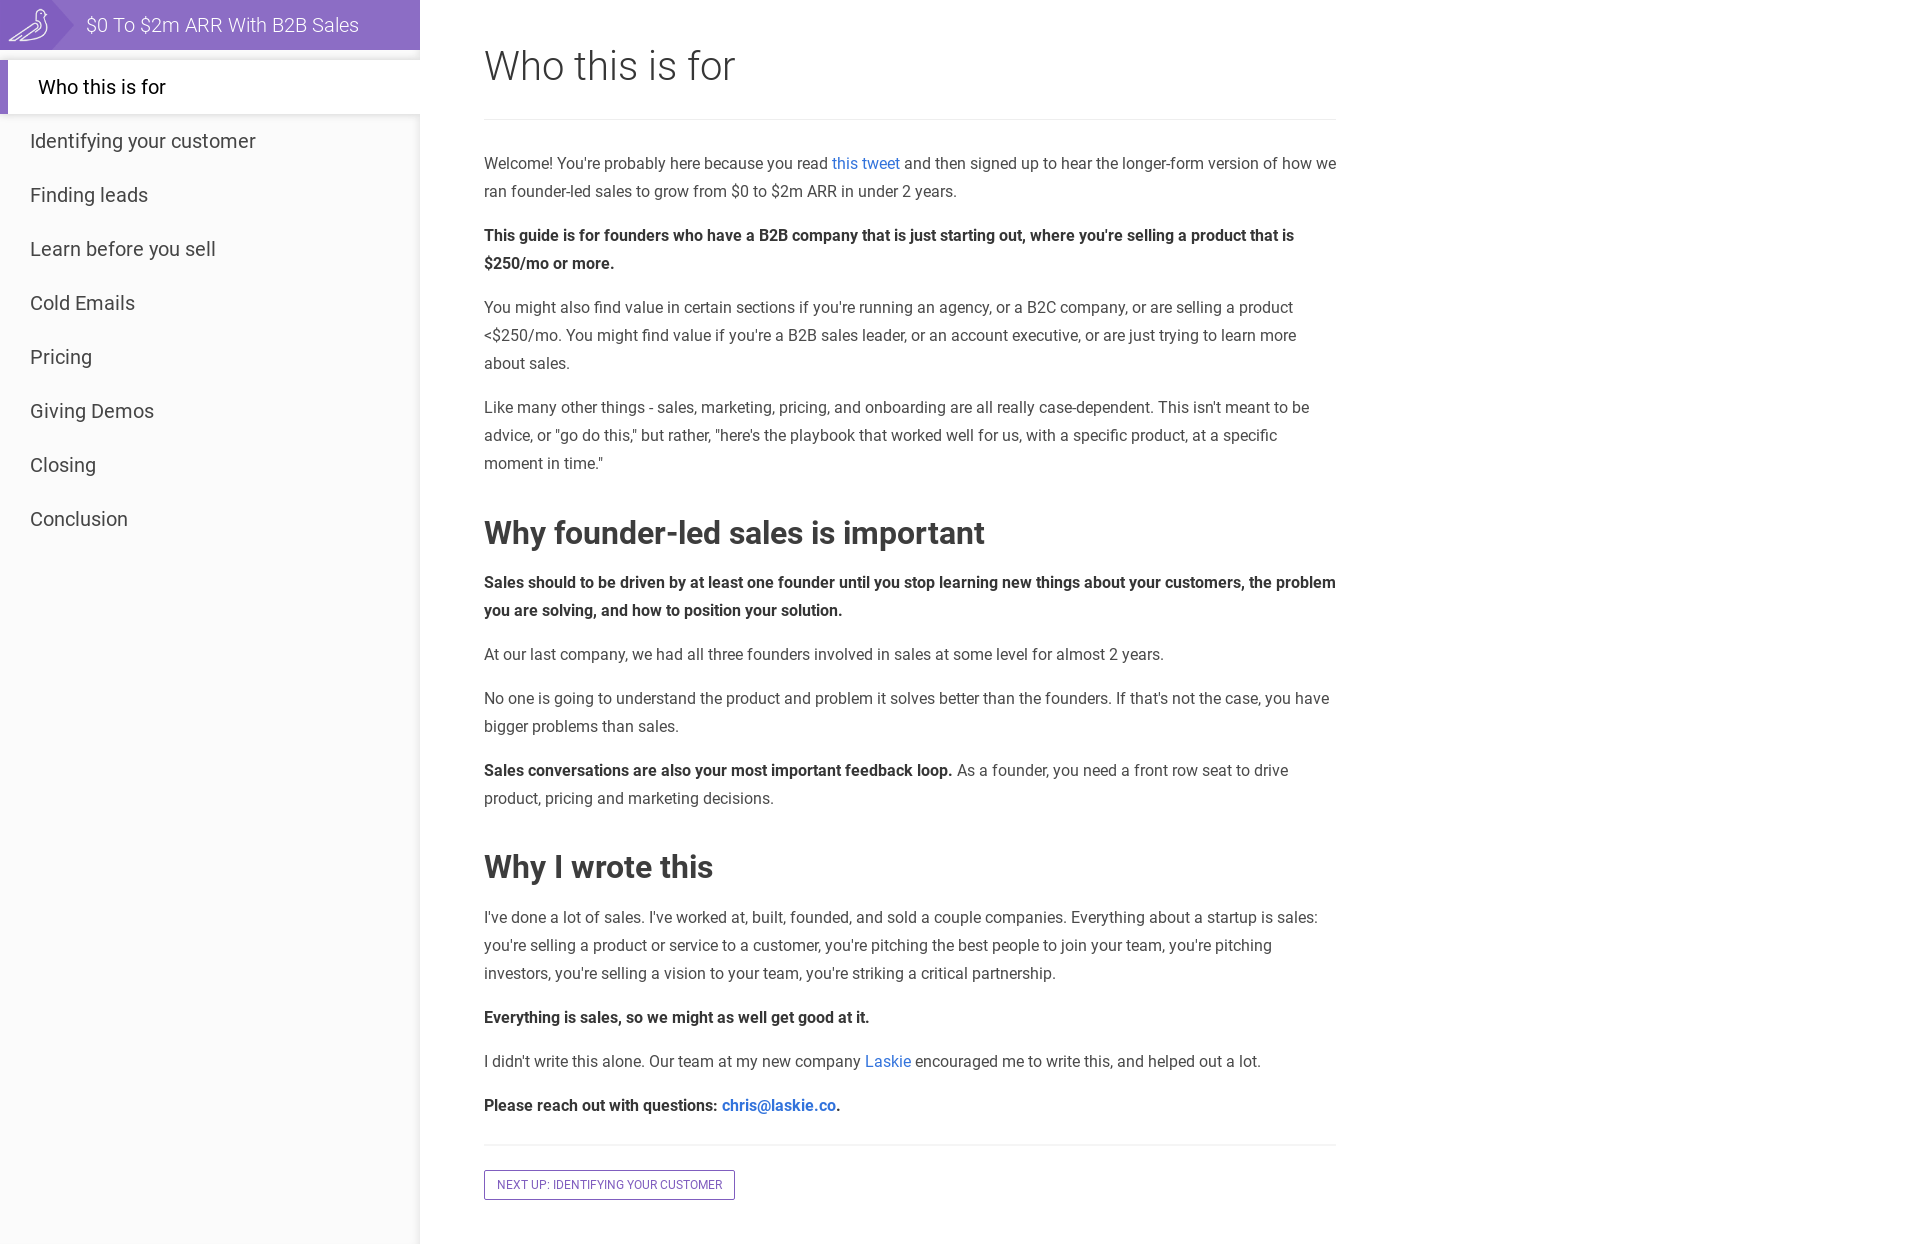 $0 To $2m ARR With B2B Sales
Who this is for
Identifying your customer
Finding leads
Learn before you sell
Cold Emails
Pricing
Giving Demos
Closing
Conclusion
Who this is for
Welcome! You're probably here because you read this tweet and then signed up to hear the longer-form version of how we
ran founder-led sales to grow from $0 to $2m ARR in under 2 years.
This guide is for founders who have a B2B company that is just starting out, where you're selling a product that is
$250/mo or more.
You might also find value in certain sections if you're running an agency, or a B2C company, or are selling a product
<$250/mo. You might find value if you're a B2B sales leader, or an account executive, or are just trying to learn more
about sales.
Like many other things - sales, marketing, pricing, and onboarding are all really case-dependent. This isn't meant to be
advice, or "go do this," but rather, "here's the playbook that worked well for us, with a specific product, at a specific
moment in time."
Why founder-led sales is important
Sales should to be driven by at least one founder until you stop learning new things about your customers, the problem
you are solving, and how to position your solution.
At our last company, we had all three founders involved in sales at some level for almost 2 years.
No one is going to understand the product and problem it solves better than the founders. If that's not the case, you have
bigger problems than sales.
Sales conversations are also your most important feedback loop. As a founder, you need a front row seat to drive
product, pricing and marketing decisions.
Why I wrote this
I've done a lot of sales. I've worked at, built, founded, and sold a couple companies. Everything about a startup is sales:
you're selling a product or service to a customer, you're pitching the best people to join your team, you're pitching
investors, you're selling a vision to your team, you're striking a critical partnership.
Everything is sales, so we might as well get good at it.
I didn't write this alone. Our team at my new company Laskie encouraged me to write this, and helped out a lot.
Please reach out with questions: chris@laskie.co.
NEXT UP: IDENTIFYING YOUR CUSTOMER